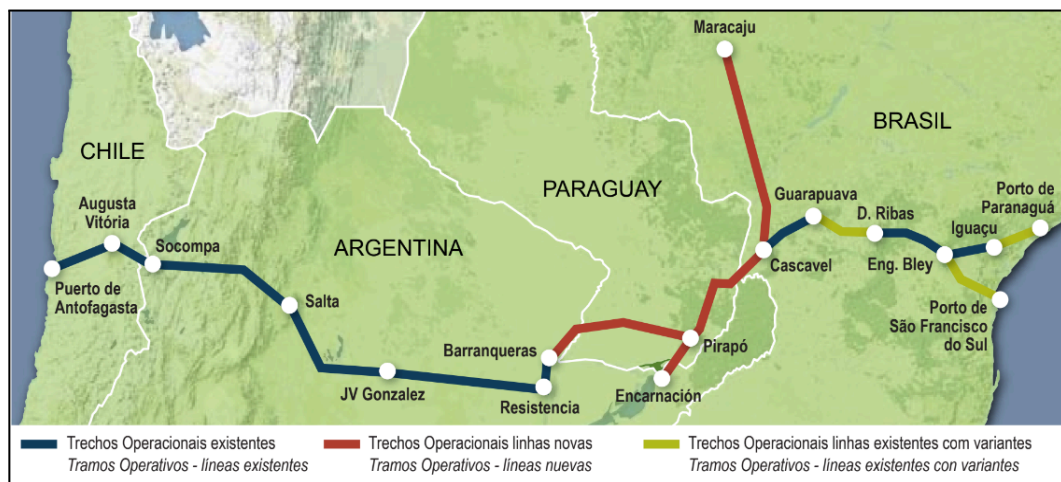 Maracaju
BRASIL
CHILE
PARAGUAY
Guarapuava
Porto de
Paranaguá
D. Ribas
Iguaçu
Augusta
Vitória
Socompa
ARGENTINA
Cascavel
Eng. Bley
Puerto de
Antofagasta
Salta
Porto de
São Francisco
do Sul
Barranqueras
Pirapó
JV Gonzalez
Resistencia
Encarnación
Trechos Operacionais existentes
Tramos Operativos - líneas existentes
Trechos Operacionais linhas novas
Tramos Operativos - líneas nuevas
Trechos Operacionais linhas existentes com variantes
Tramos Operativos - líneas existentes con variantes